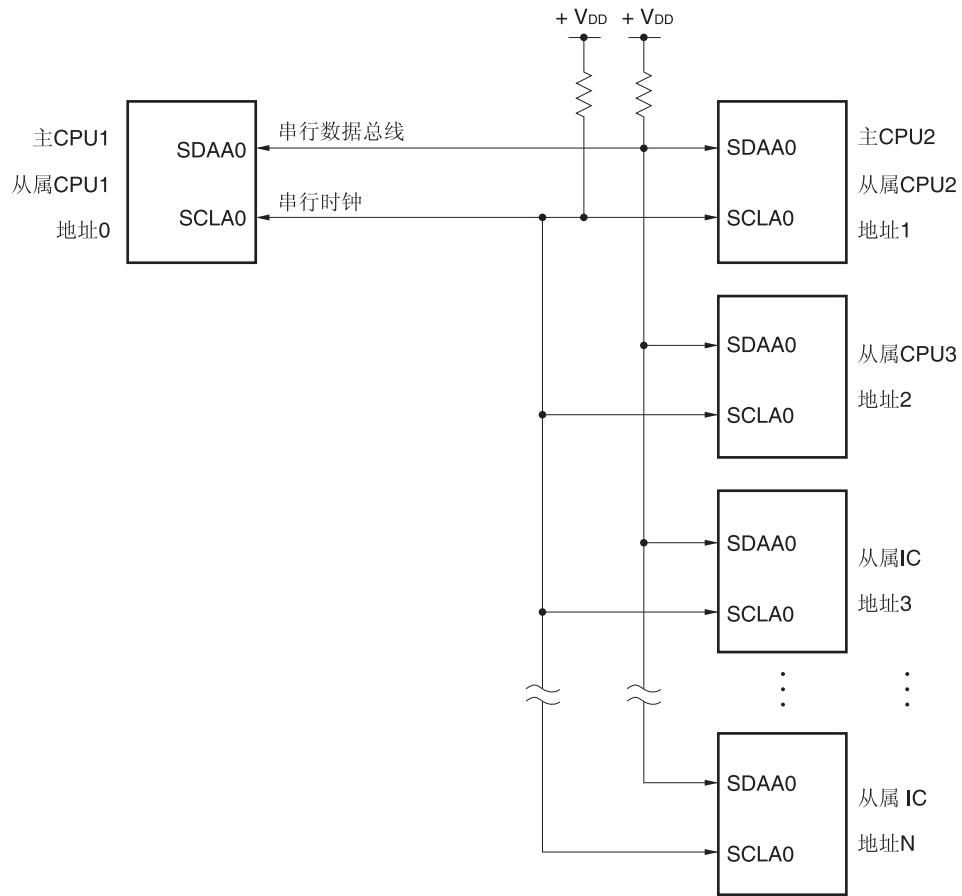 + VDD
+ VDD
主CPU1
从属CPU1
地址0
SDAA0
SCLA0
串行数据总线
串行时钟
SDAA0
SCLA0
主CPU2
从属CPU2
地址1
SDAA0
SCLA0
从属CPU3
地址2
SDAA0
SCLA0
从属IC
地址3
SDAA0
SCLA0
从属 IC
地址N